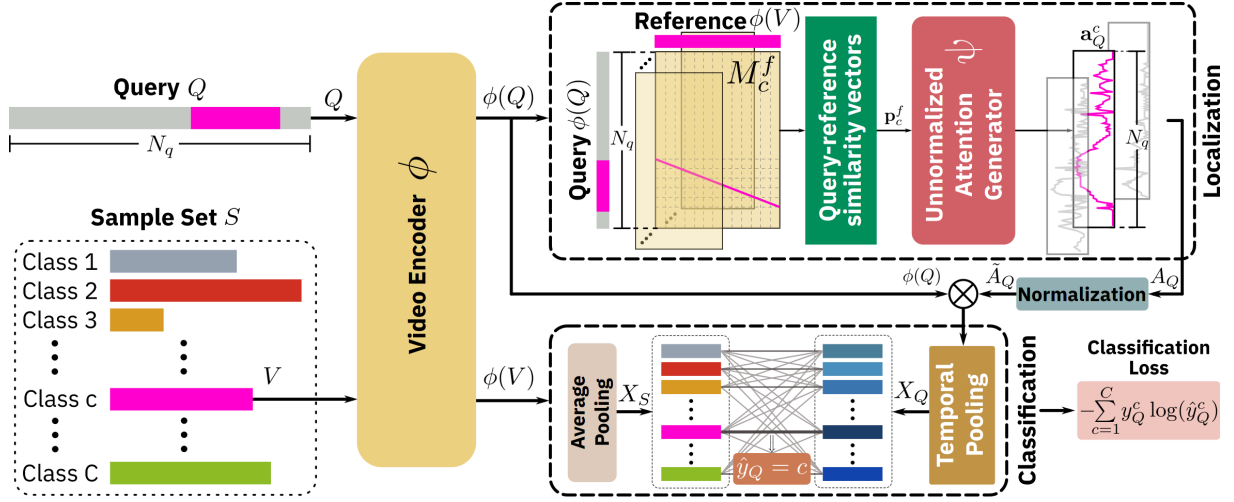 Query Q
N_q
Q
Sample Set S
Class 1
Class 2
Class 3
Class c
Class C
V
Video Encoder ϕ
ϕ(Q)
ϕ(V)
Reference ϕ(V)
Query ϕ(Q)
N_q
M_c^f
Query-reference
similarity vectors
p_c^f
Unnormalized
Attention
Generator
ψ
a_Q^c
N_q
Localization
ϕ(Q)
Ã_Q
Normalization
A_Q
Average
Pooling
X_S
ŷ_Q = c
X_Q
Temporal
Pooling
Classification
Classification
Loss
−∑_{c=1}^{C} y_Q^c log(ŷ_Q^c)